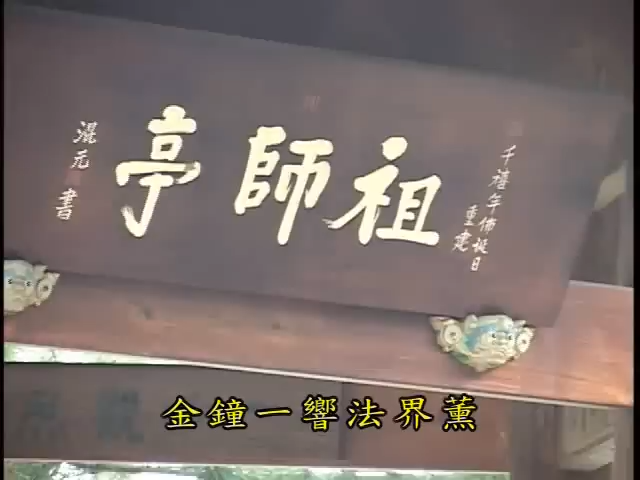 千禧年佛誕日
重建
祖師亭
混元 書
金鐘一響法界薰